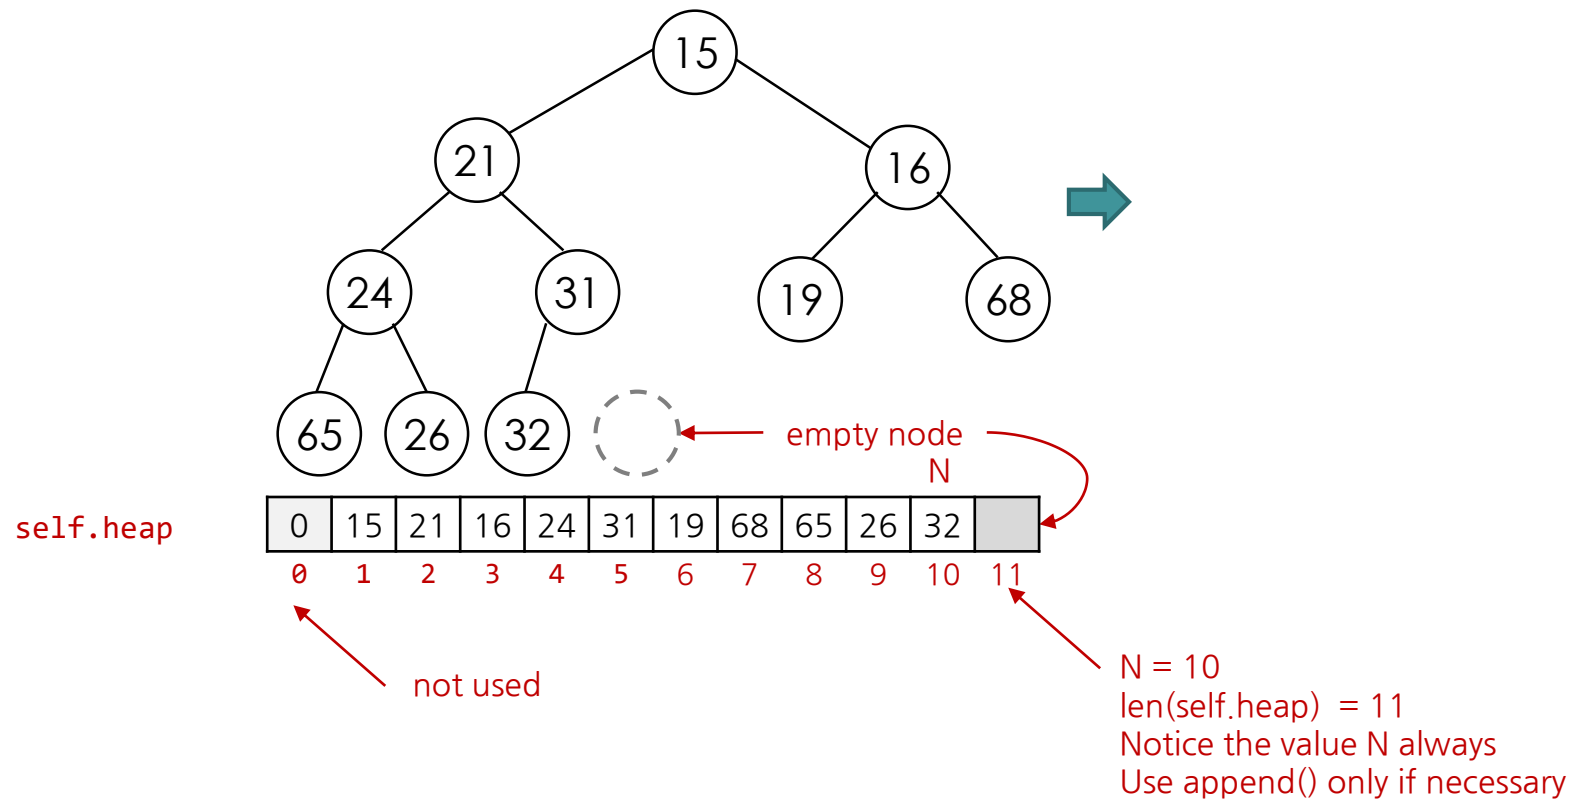 15
21
16
24
31
19
68
65
26
32
empty node
N
self.heap
0 15 21 16 24 31 19 68 65 26 32
0 1 2 3 4 5 6 7 8 9 10 11
not used
N = 10
len(self.heap) = 11
Notice the value N always
Use append() only if necessary